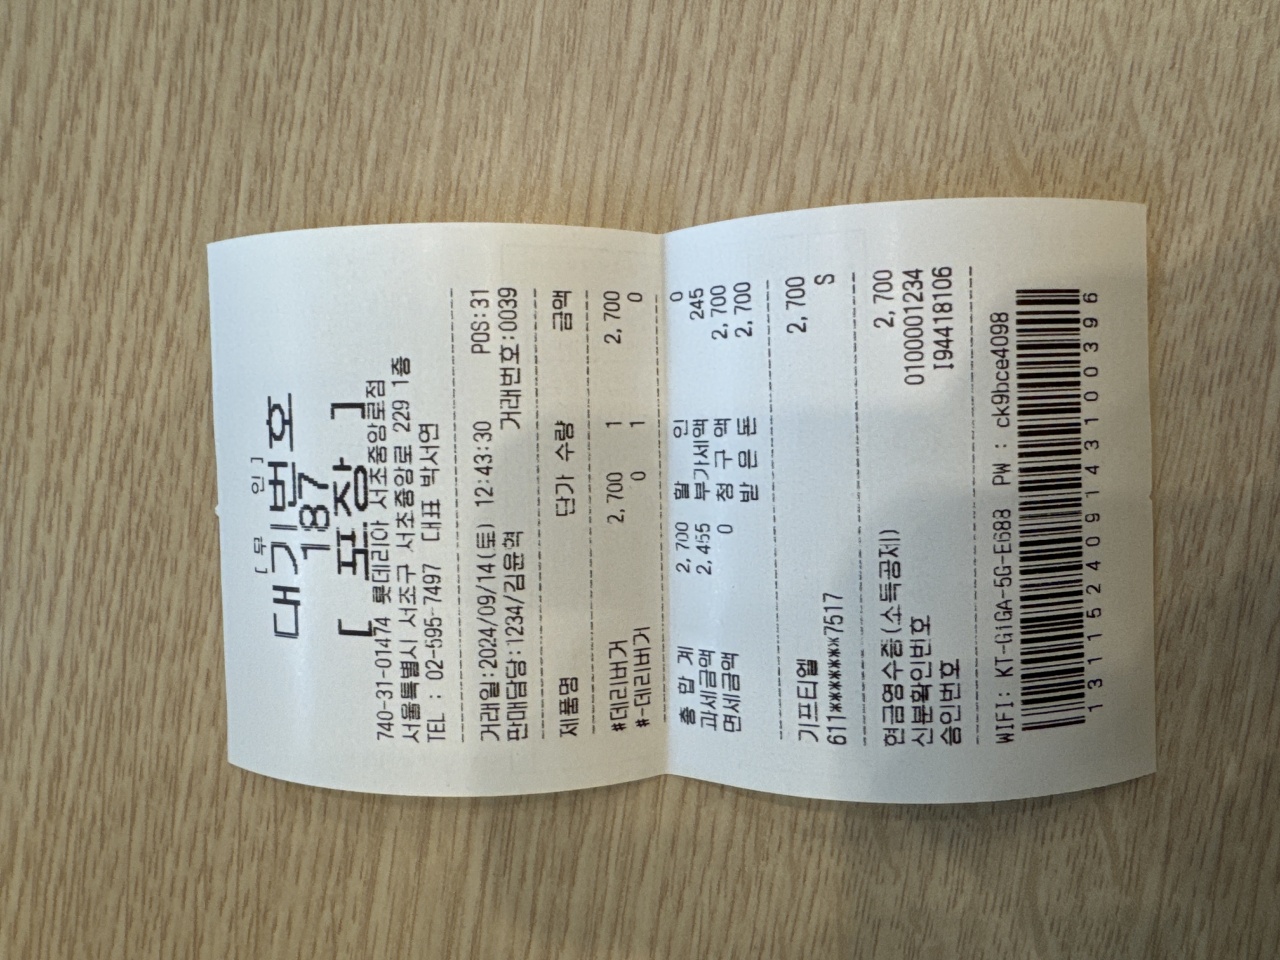 [ 무 인 ]
대기번호
187
[ 포장 ]
740-31-01474 롯데리아 서초중앙로점
서울특별시 서초구 서초중앙로 229 1층
TEL : 02-595-7497 대표 박서연
거래일:2024/09/14(토) 12:43:30 POS:31
판매담당:1234/김윤혁 거래번호:0039
제품명 단가 수량 금액
#데리버거 2,700 1 2,700
#-데리버거 0 1 0
총 합 계 2,700 할 인 0
과세금액 2,455 부가세액 245
면세금액 0 청 구 액 2,700
받 은 돈 2,700
기프티엘 2,700
611*******7517 S
현금영수증(소득공제) 2,700
신분확인번호 0100001234
승인번호 I94418106
WIFI: KT-GiGA-5G-E688 PW : ck9bce4098
1311524091431003 96